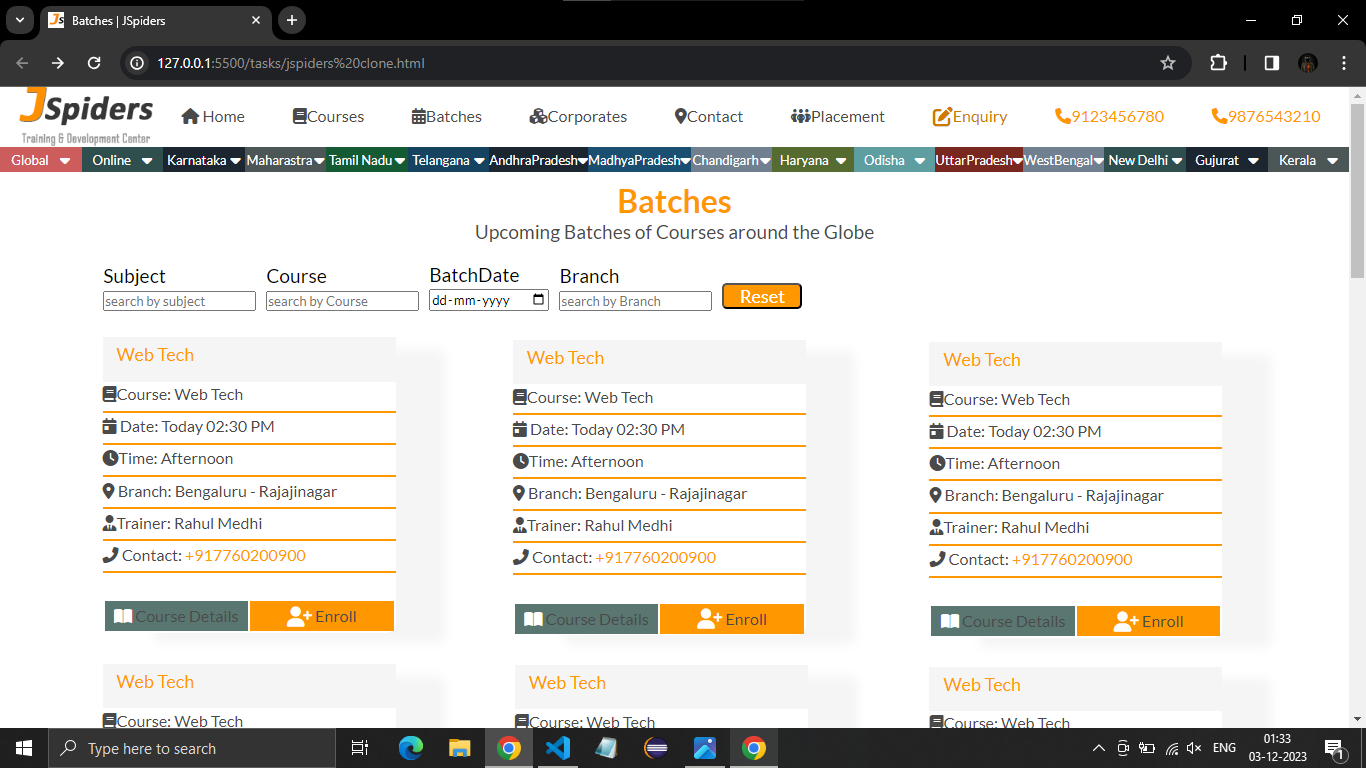 Batches | JSpiders
127.0.0.1:5500/tasks/jspiders%20clone.html
JSpiders
Training & Development Center
Home Courses Batches Corporates Contact Placement Enquiry 9123456780 9876543210
Global Online Karnataka Maharastra Tamil Nadu Telangana AndhraPradesh MadhyaPradesh Chandigarh Haryana Odisha UttarPradesh WestBengal New Delhi Gujurat Kerala
Batches
Upcoming Batches of Courses around the Globe
Subject Course BatchDate Branch
search by subject search by Course dd-mm-yyyy search by Branch Reset
Web Tech
Course: Web Tech
Date: Today 02:30 PM
Time: Afternoon
Branch: Bengaluru - Rajajinagar
Trainer: Rahul Medhi
Contact: +917760200900
Course Details Enroll
Web Tech
Course: Web Tech
Date: Today 02:30 PM
Time: Afternoon
Branch: Bengaluru - Rajajinagar
Trainer: Rahul Medhi
Contact: +917760200900
Course Details Enroll
Web Tech
Course: Web Tech
Date: Today 02:30 PM
Time: Afternoon
Branch: Bengaluru - Rajajinagar
Trainer: Rahul Medhi
Contact: +917760200900
Course Details Enroll
Web Tech
Course: Web Tech
Web Tech
Course: Web Tech
Web Tech
Course: Web Tech
Type here to search
ENG
01:33
03-12-2023
1